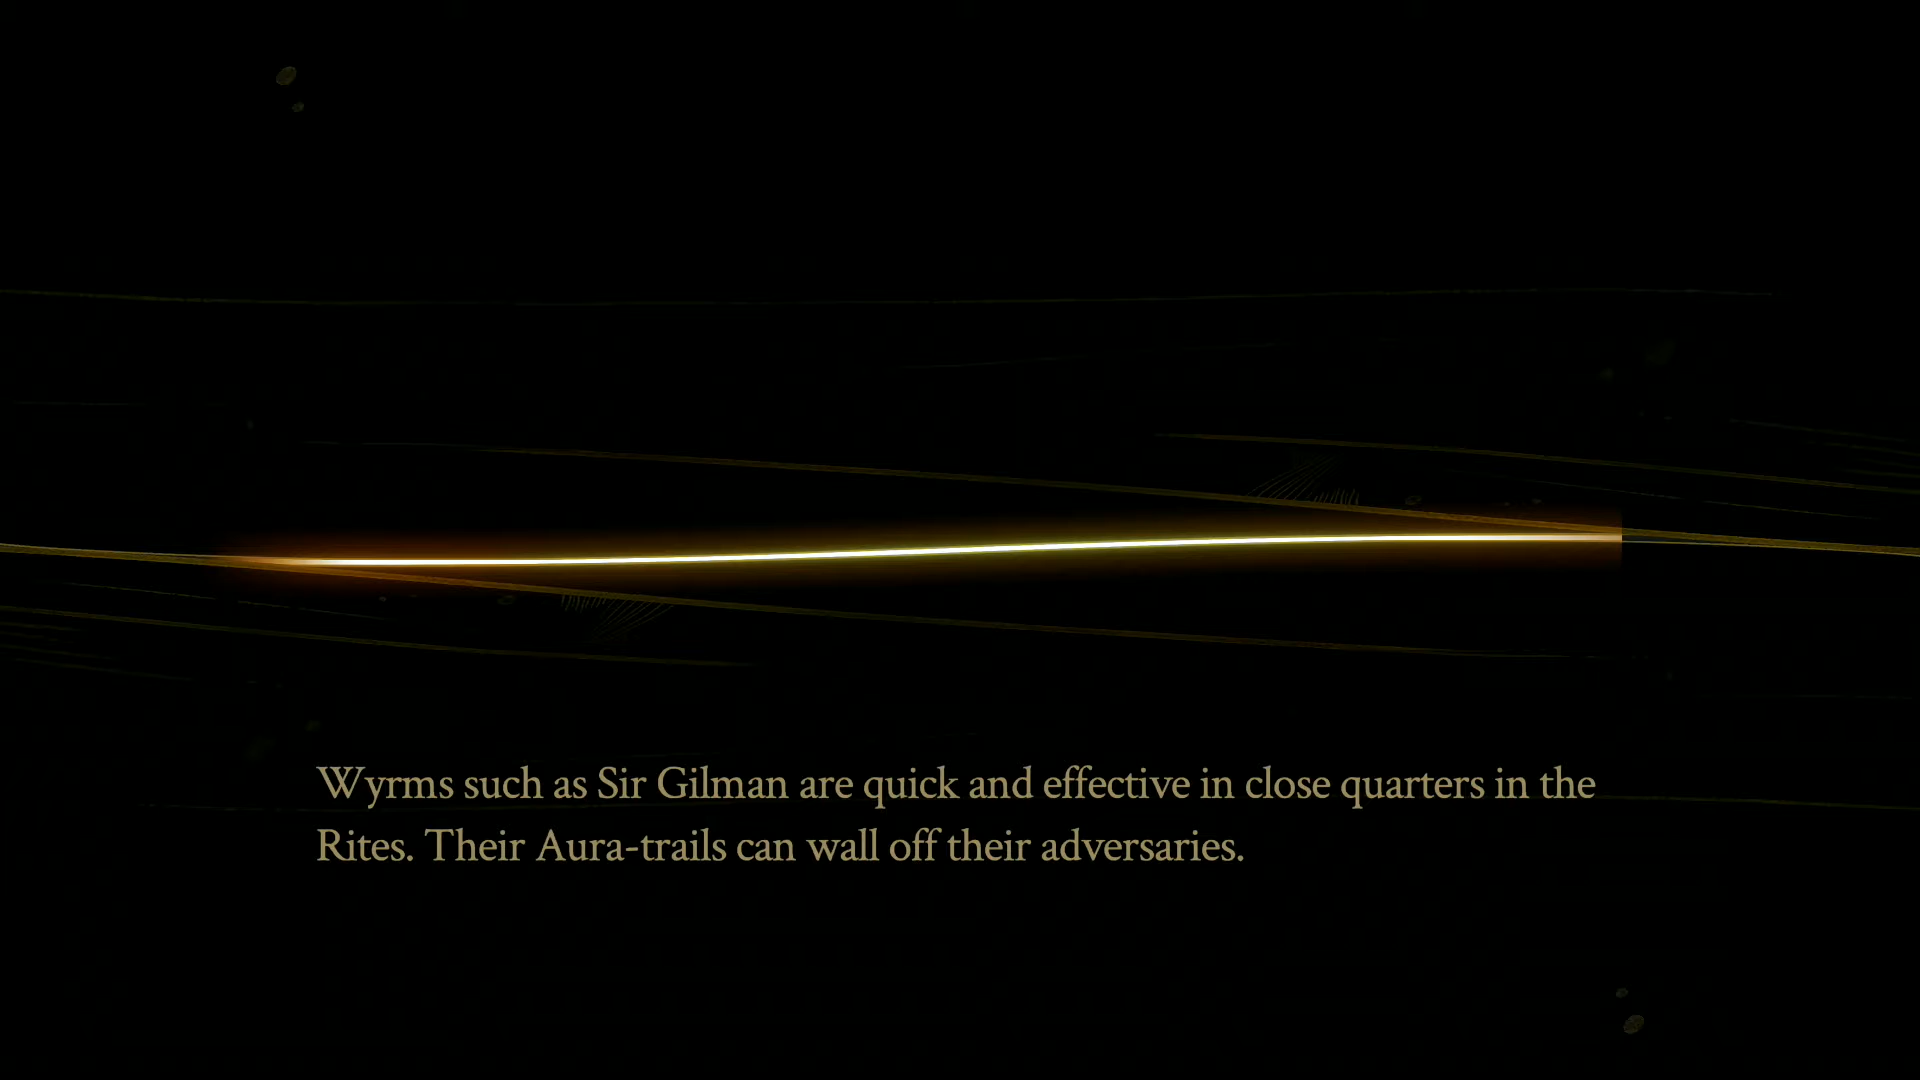 Wyrms such as Sir Gilman are quick and effective in close quarters in the
Rites. Their Aura-trails can wall off their adversaries.